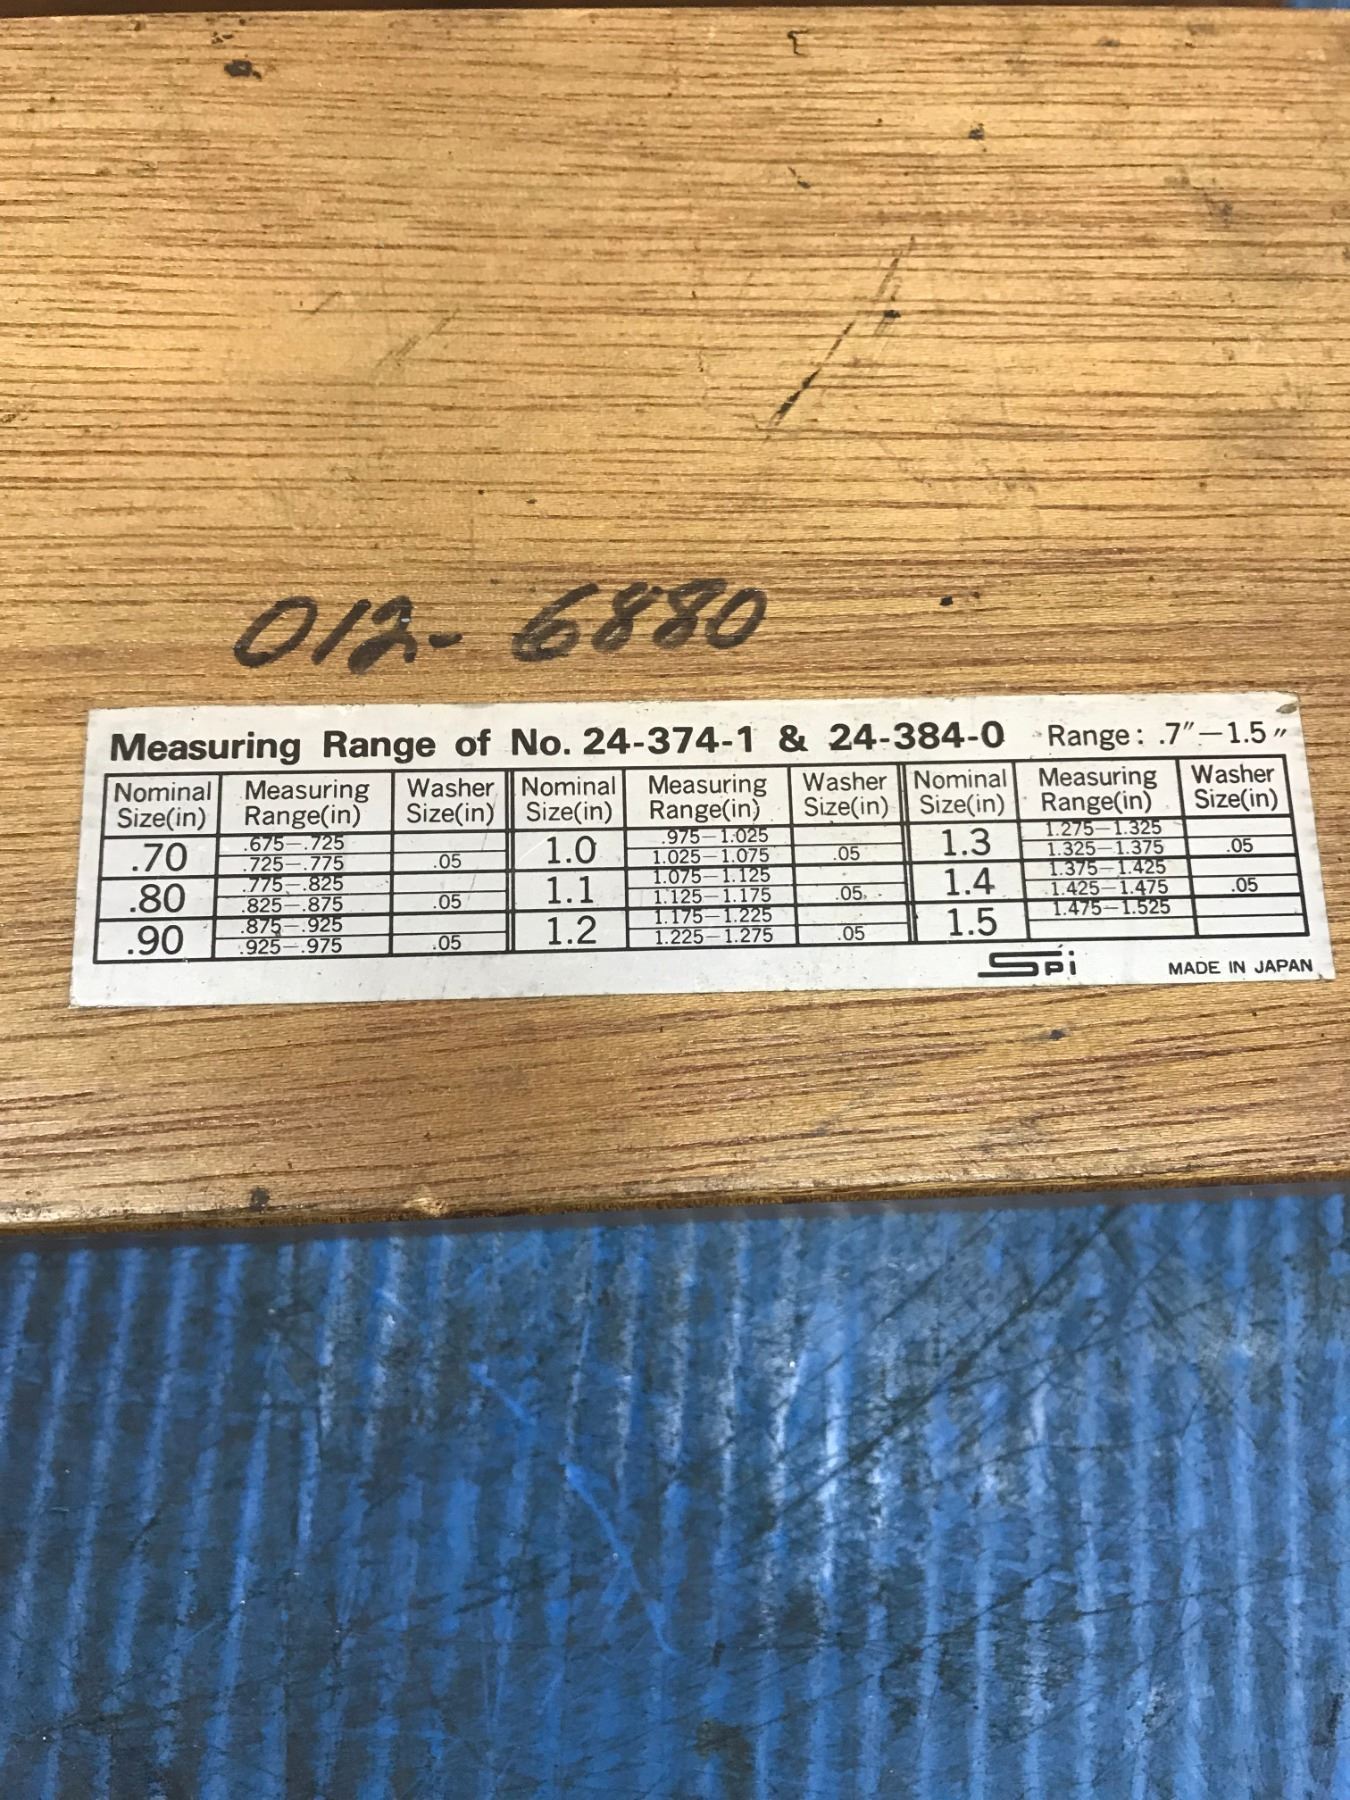 012-6880
Measuring Range of No. 24-374-1 & 24-384-0 Range: .7"—1.5"
Nominal Size(in) Measuring Range(in) Washer Size(in) Nominal Size(in) Measuring Range(in) Washer Size(in) Nominal Size(in) Measuring Range(in) Washer Size(in)
.70 .675—.725 1.0 .975—1.025 1.3 1.275—1.325
.725—.775 .05 1.025—1.075 .05 1.325—1.375 .05
.80 .775—.825 1.1 1.075—1.125 1.4 1.375—1.425
.825—.875 .05 1.125—1.175 .05 1.425—1.475 .05
.90 .875—.925 1.2 1.175—1.225 1.5 1.475—1.525
.925—.975 .05 1.225—1.275 .05
SPi MADE IN JAPAN